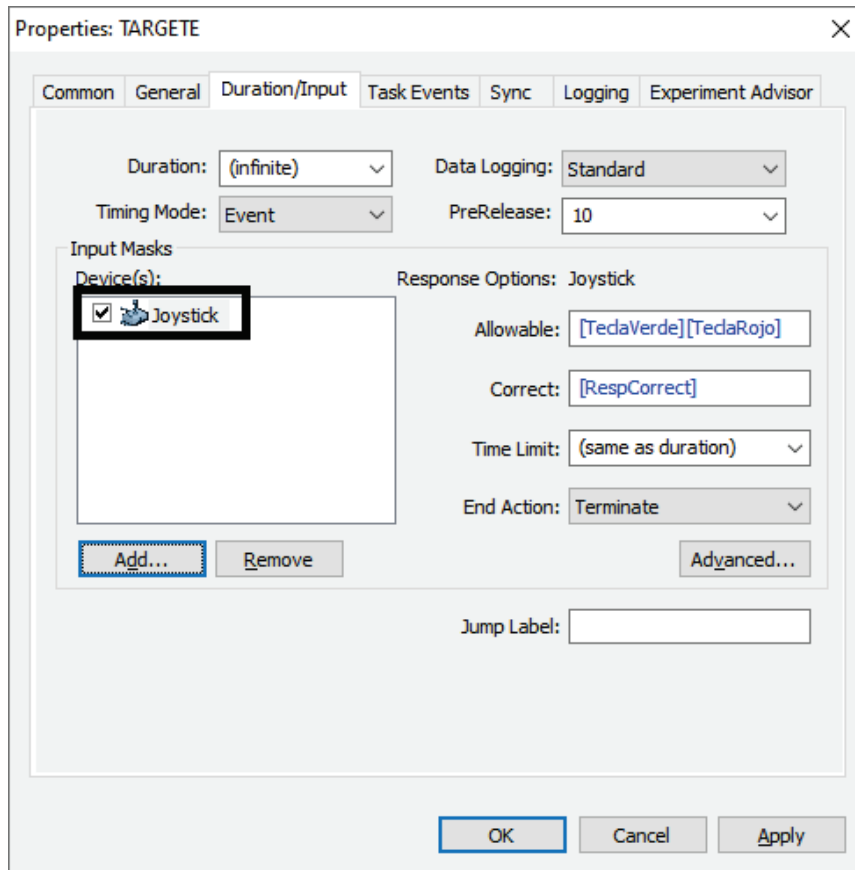 Properties: TARGETE
Common General Duration/Input Task Events Sync Logging Experiment Advisor
Duration: (infinite) Data Logging: Standard
Timing Mode: Event PreRelease: 10
Input Masks
Device(s): Response Options: Joystick
Joystick
Allowable: [TeclaVerde][TeclaRojo]
Correct: [RespCorrect]
Time Limit: (same as duration)
End Action: Terminate
Add... Remove Advanced...
Jump Label:
OK Cancel Apply